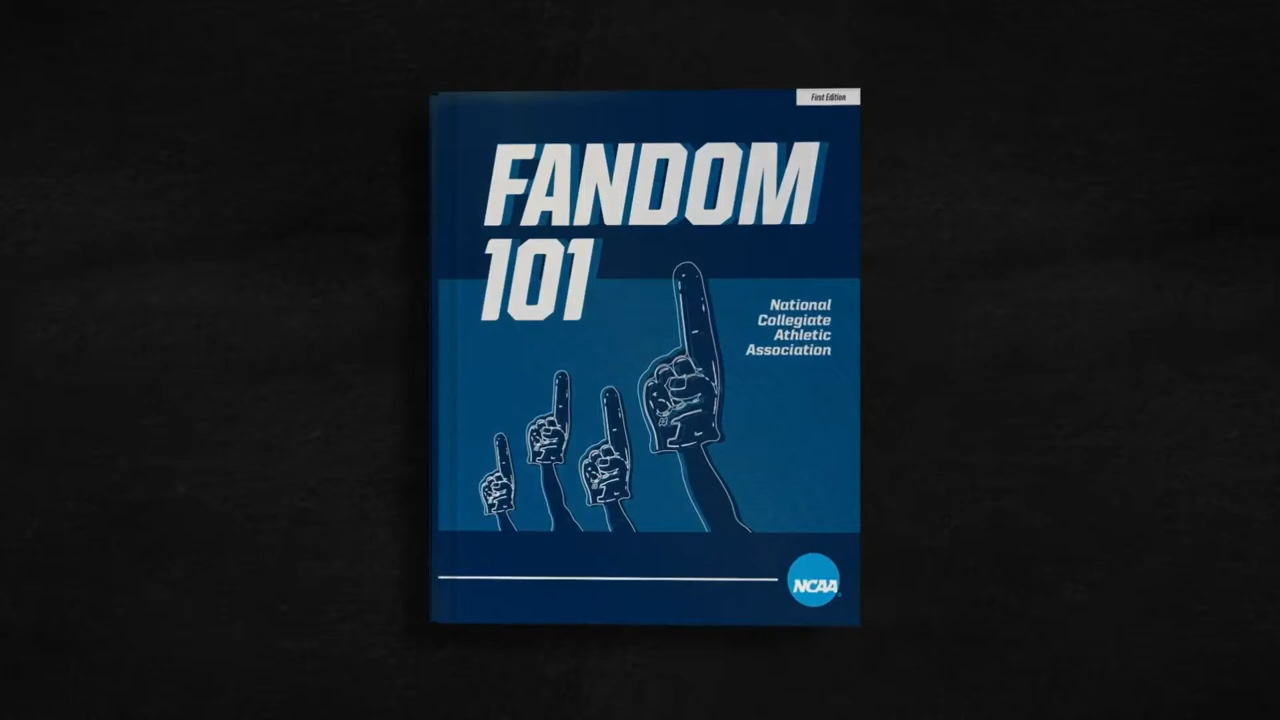 First Edition
FANDOM
101
National
Collegiate
Athletic
Association
NCAA